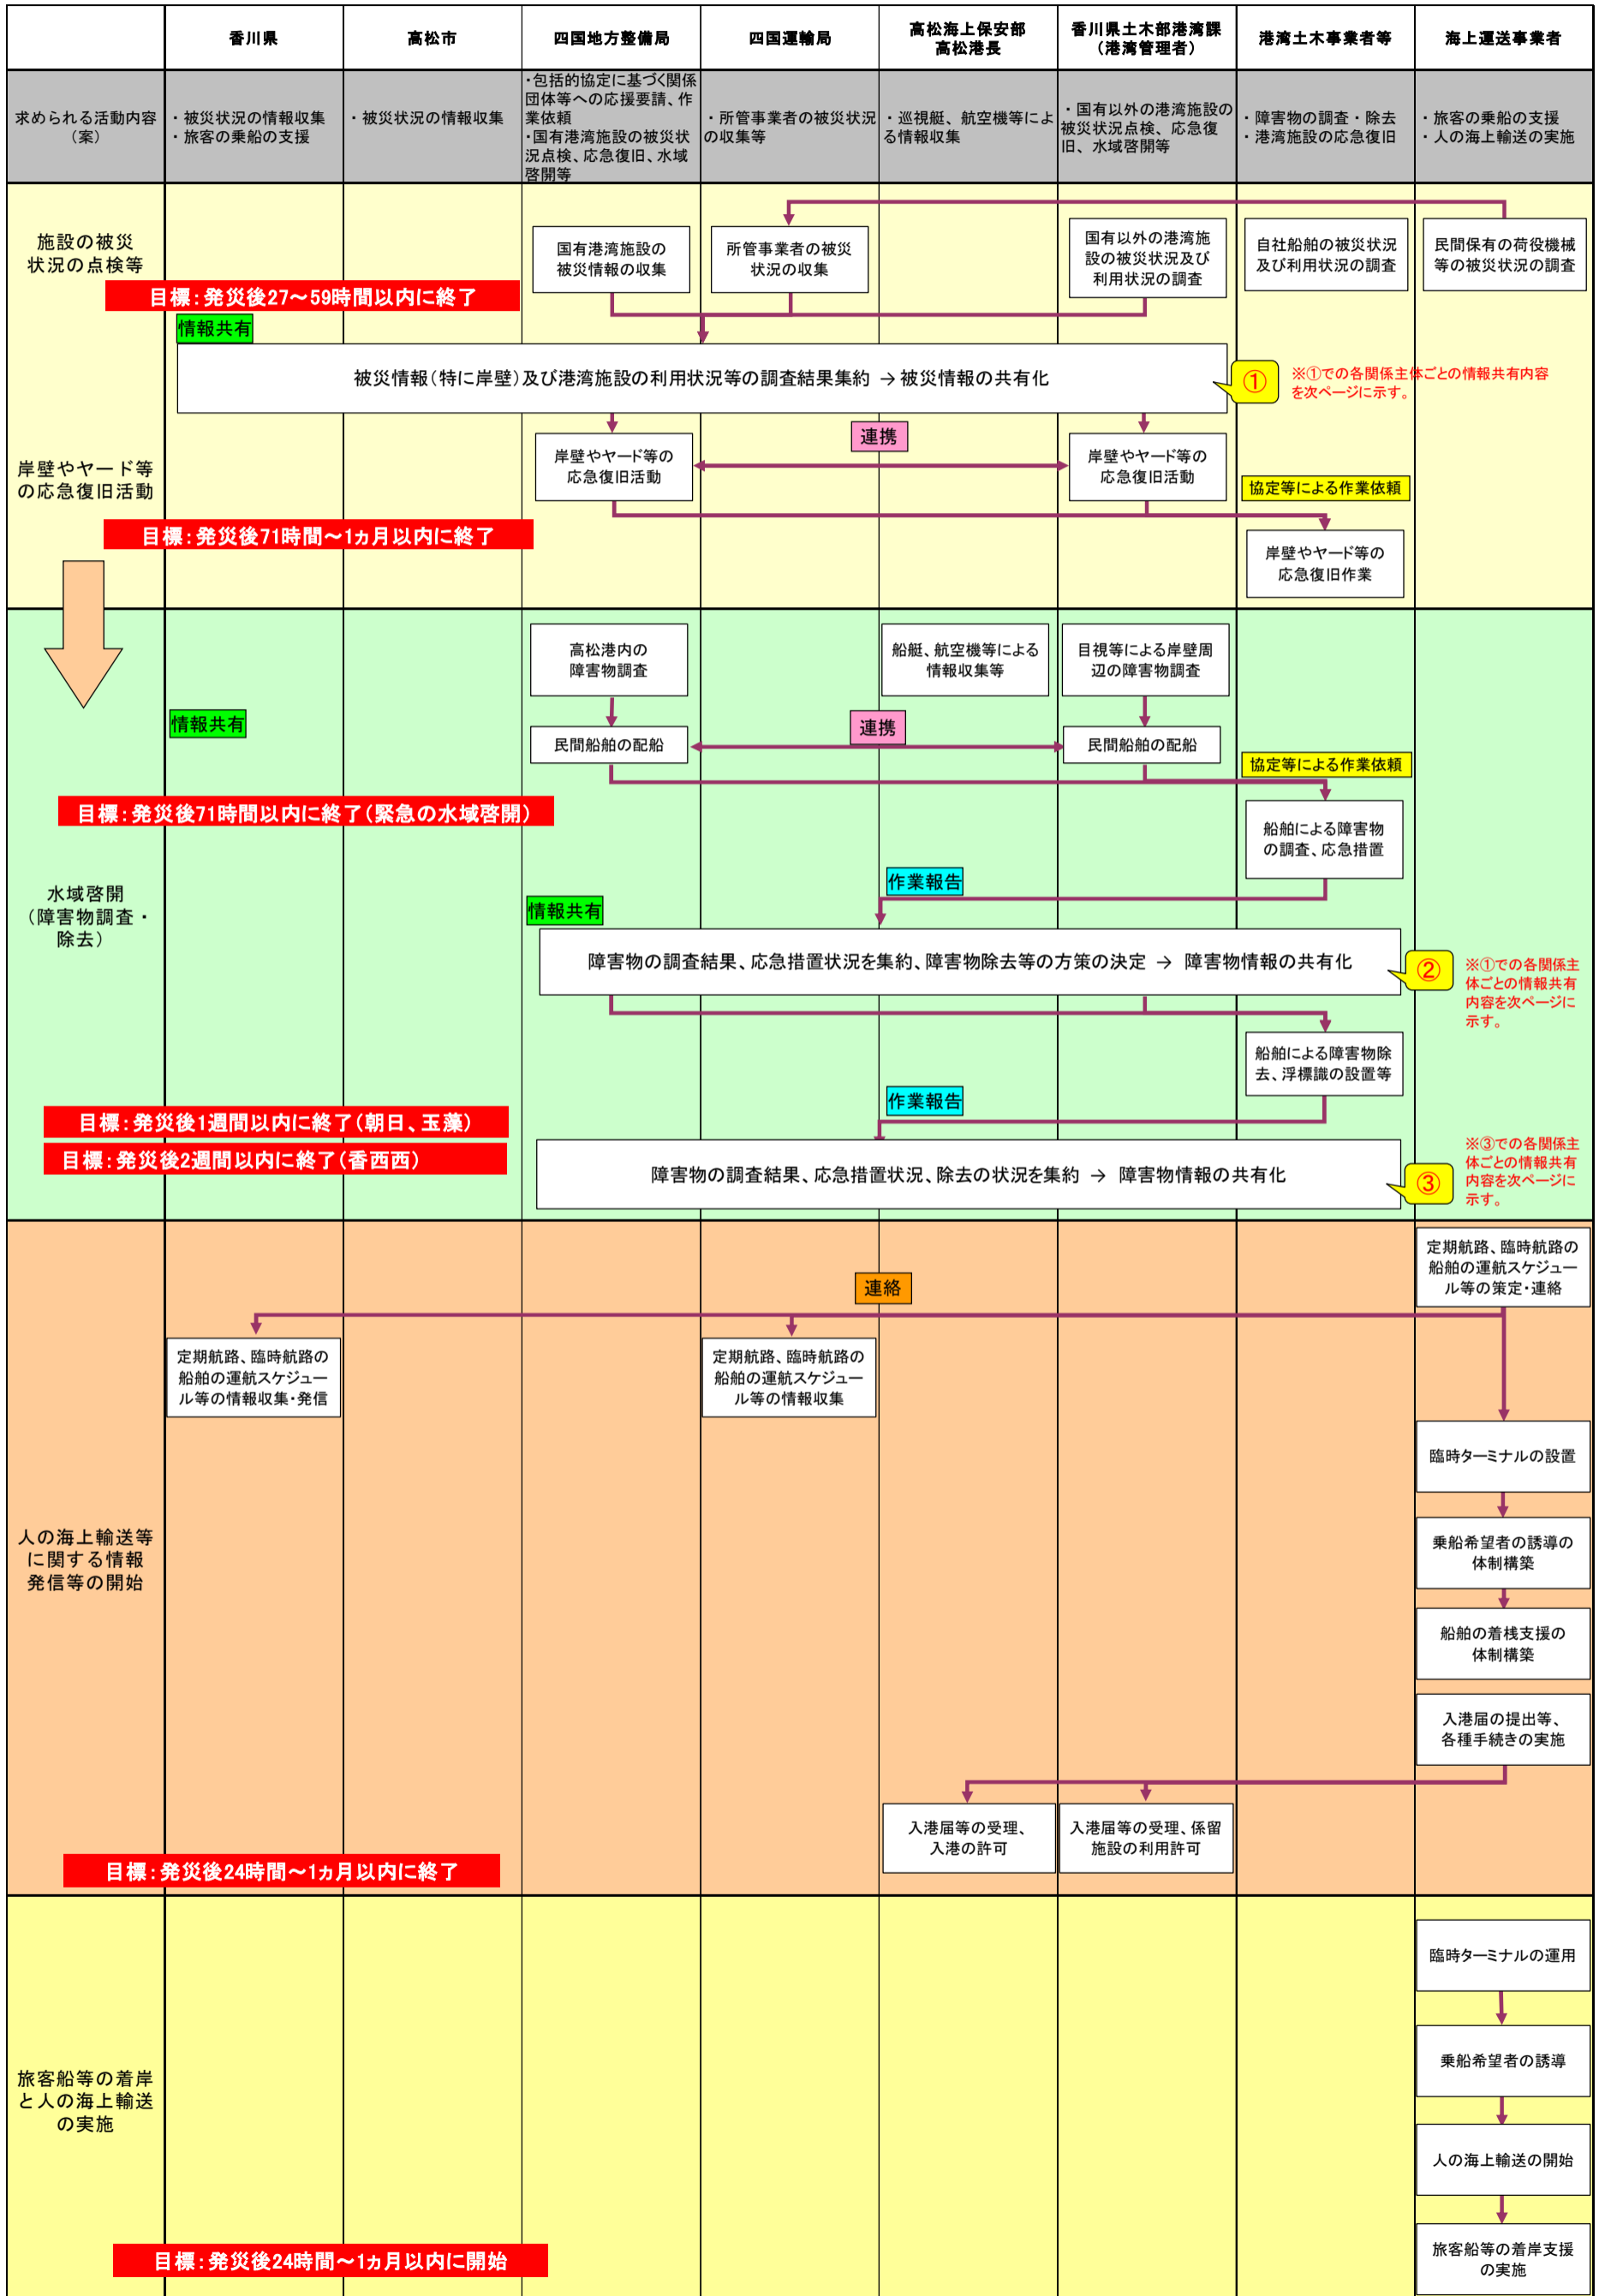 香川県
高松市
四国地方整備局
四国運輸局
高松海上保安部
高松港長
香川県土木部港湾課
（港湾管理者）
港湾土木事業者等
海上運送事業者
求められる活動内容
（案）
・被災状況の情報収集
・旅客の乗船の支援
・被災状況の情報収集
・包括的協定に基づく関係
団体等への応援要請、作
業依頼
・国有港湾施設の被災状
況点検、応急復旧、水域
啓開等
・所管事業者の被災状況
の収集等
・巡視艇、航空機等によ
る情報収集
・国有以外の港湾施設の
被災状況点検、応急復
旧、水域啓開等
・障害物の調査・除去
・港湾施設の応急復旧
・旅客の乗船の支援
・人の海上輸送の実施
施設の被災
状況の点検等
国有港湾施設の
被災情報の収集
所管事業者の被災
状況の収集
国有以外の港湾施
設の被災状況及び
利用状況の調査
自社船舶の被災状況
及び利用状況の調査
民間保有の荷役機械
等の被災状況の調査
目標：発災後27～59時間以内に終了
情報共有
被災情報（特に岸壁）及び港湾施設の利用状況等の調査結果集約 → 被災情報の共有化
①
※①での各関係主体ごとの情報共有内容
を次ページに示す。
岸壁やヤード等
の応急復旧活動
岸壁やヤード等の
応急復旧活動
連携
岸壁やヤード等の
応急復旧活動
協定等による作業依頼
目標：発災後71時間～1ヵ月以内に終了
岸壁やヤード等の
応急復旧作業
高松港内の
障害物調査
船艇、航空機等による
情報収集等
目視等による岸壁周
辺の障害物調査
情報共有
民間船舶の配船
連携
民間船舶の配船
協定等による作業依頼
目標：発災後71時間以内に終了（緊急の水域啓開）
船舶による障害物
の調査、応急措置
水域啓開
（障害物調査・
除去）
作業報告
情報共有
障害物の調査結果、応急措置状況を集約、障害物除去等の方策の決定 → 障害物情報の共有化
②
※①での各関係主
体ごとの情報共有
内容を次ページに
示す。
船舶による障害物除
去、浮標識の設置等
作業報告
目標：発災後1週間以内に終了（朝日、玉藻）
目標：発災後2週間以内に終了（香西西）
障害物の調査結果、応急措置状況、除去の状況を集約 → 障害物情報の共有化
③
※③での各関係主
体ごとの情報共有
内容を次ページに
示す。
定期航路、臨時航路の
船舶の運航スケジュー
ル等の策定・連絡
連絡
定期航路、臨時航路の
船舶の運航スケジュー
ル等の情報収集・発信
定期航路、臨時航路の
船舶の運航スケジュー
ル等の情報収集
臨時ターミナルの設置
人の海上輸送等
に関する情報
発信等の開始
乗船希望者の誘導の
体制構築
船舶の着桟支援の
体制構築
入港届の提出等、
各種手続きの実施
入港届等の受理、
入港の許可
入港届等の受理、係留
施設の利用許可
目標：発災後24時間～1ヵ月以内に終了
臨時ターミナルの運用
旅客船等の着岸
と人の海上輸送
の実施
乗船希望者の誘導
人の海上輸送の開始
目標：発災後24時間～1ヵ月以内に開始
旅客船等の着岸支援
の実施